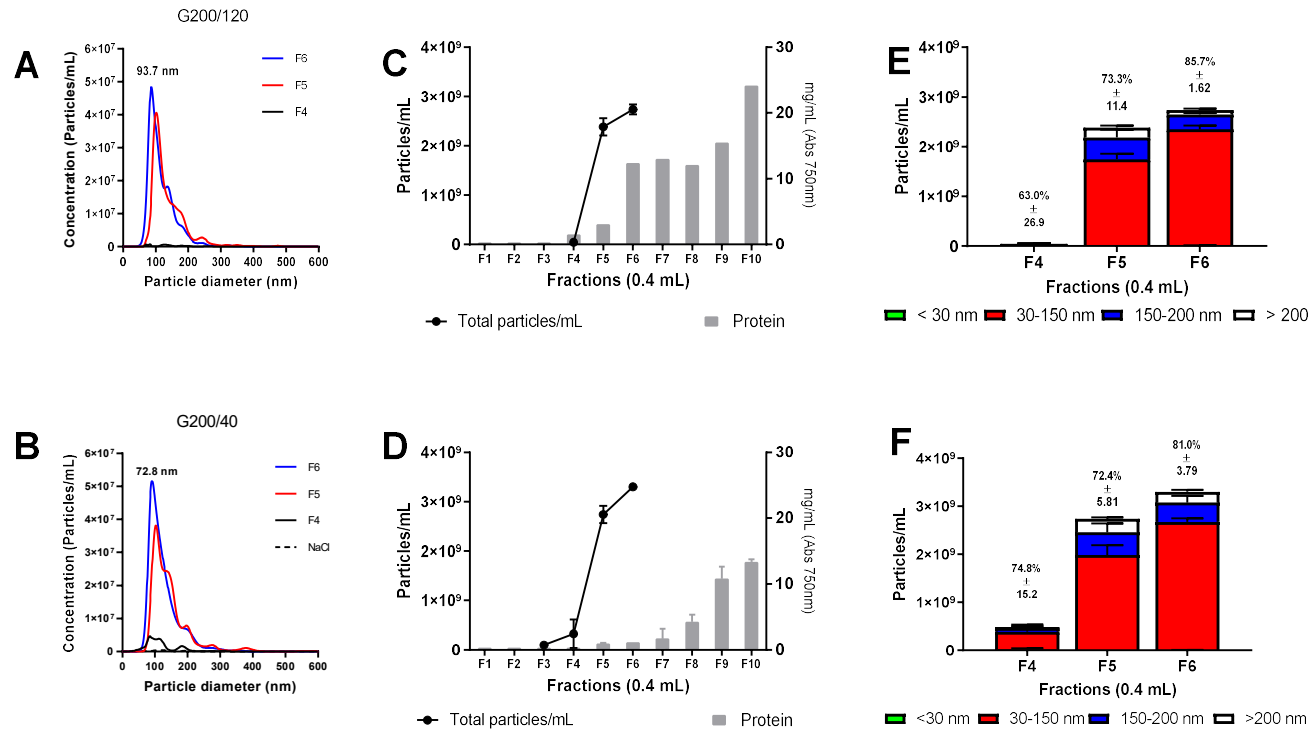 G200/120
A
6×10⁷
5×10⁷
4×10⁷
3×10⁷
2×10⁷
1×10⁷
0
Concentration (Particles/mL)
93.7 nm
F6
F5
F4
0 100 200 300 400 500 600
Particle diameter (nm)
C
4×10⁹
3×10⁹
2×10⁹
1×10⁹
0
Particles/mL
30
20
10
0
mg/mL (Abs 750nm)
F1 F2 F3 F4 F5 F6 F7 F8 F9 F10
Fractions (0.4 mL)
Total particles/mL
Protein
E
4×10⁹
3×10⁹
2×10⁹
1×10⁹
0
Particles/mL
63.0%
±
26.9
73.3%
±
11.4
85.7%
±
1.62
F4 F5 F6
Fractions (0.4 mL)
< 30 nm 30-150 nm 150-200 nm > 200
G200/40
B
6×10⁷
5×10⁷
4×10⁷
3×10⁷
2×10⁷
1×10⁷
0
Concentration (Particles/mL)
72.8 nm
F6
F5
F4
NaCl
0 100 200 300 400 500 600
Particle diameter (nm)
D
4×10⁹
3×10⁹
2×10⁹
1×10⁹
0
Particles/mL
30
20
10
0
mg/mL (Abs 750nm)
F1 F2 F3 F4 F5 F6 F7 F8 F9 F10
Fractions (0.4 mL)
Total particles/mL
Protein
F
4×10⁹
3×10⁹
2×10⁹
1×10⁹
0
Particles/mL
74.8%
±
15.2
72.4%
±
5.81
81.0%
±
3.79
F4 F5 F6
Fractions (0.4 mL)
<30 nm 30-150 nm 150-200 nm >200 nm